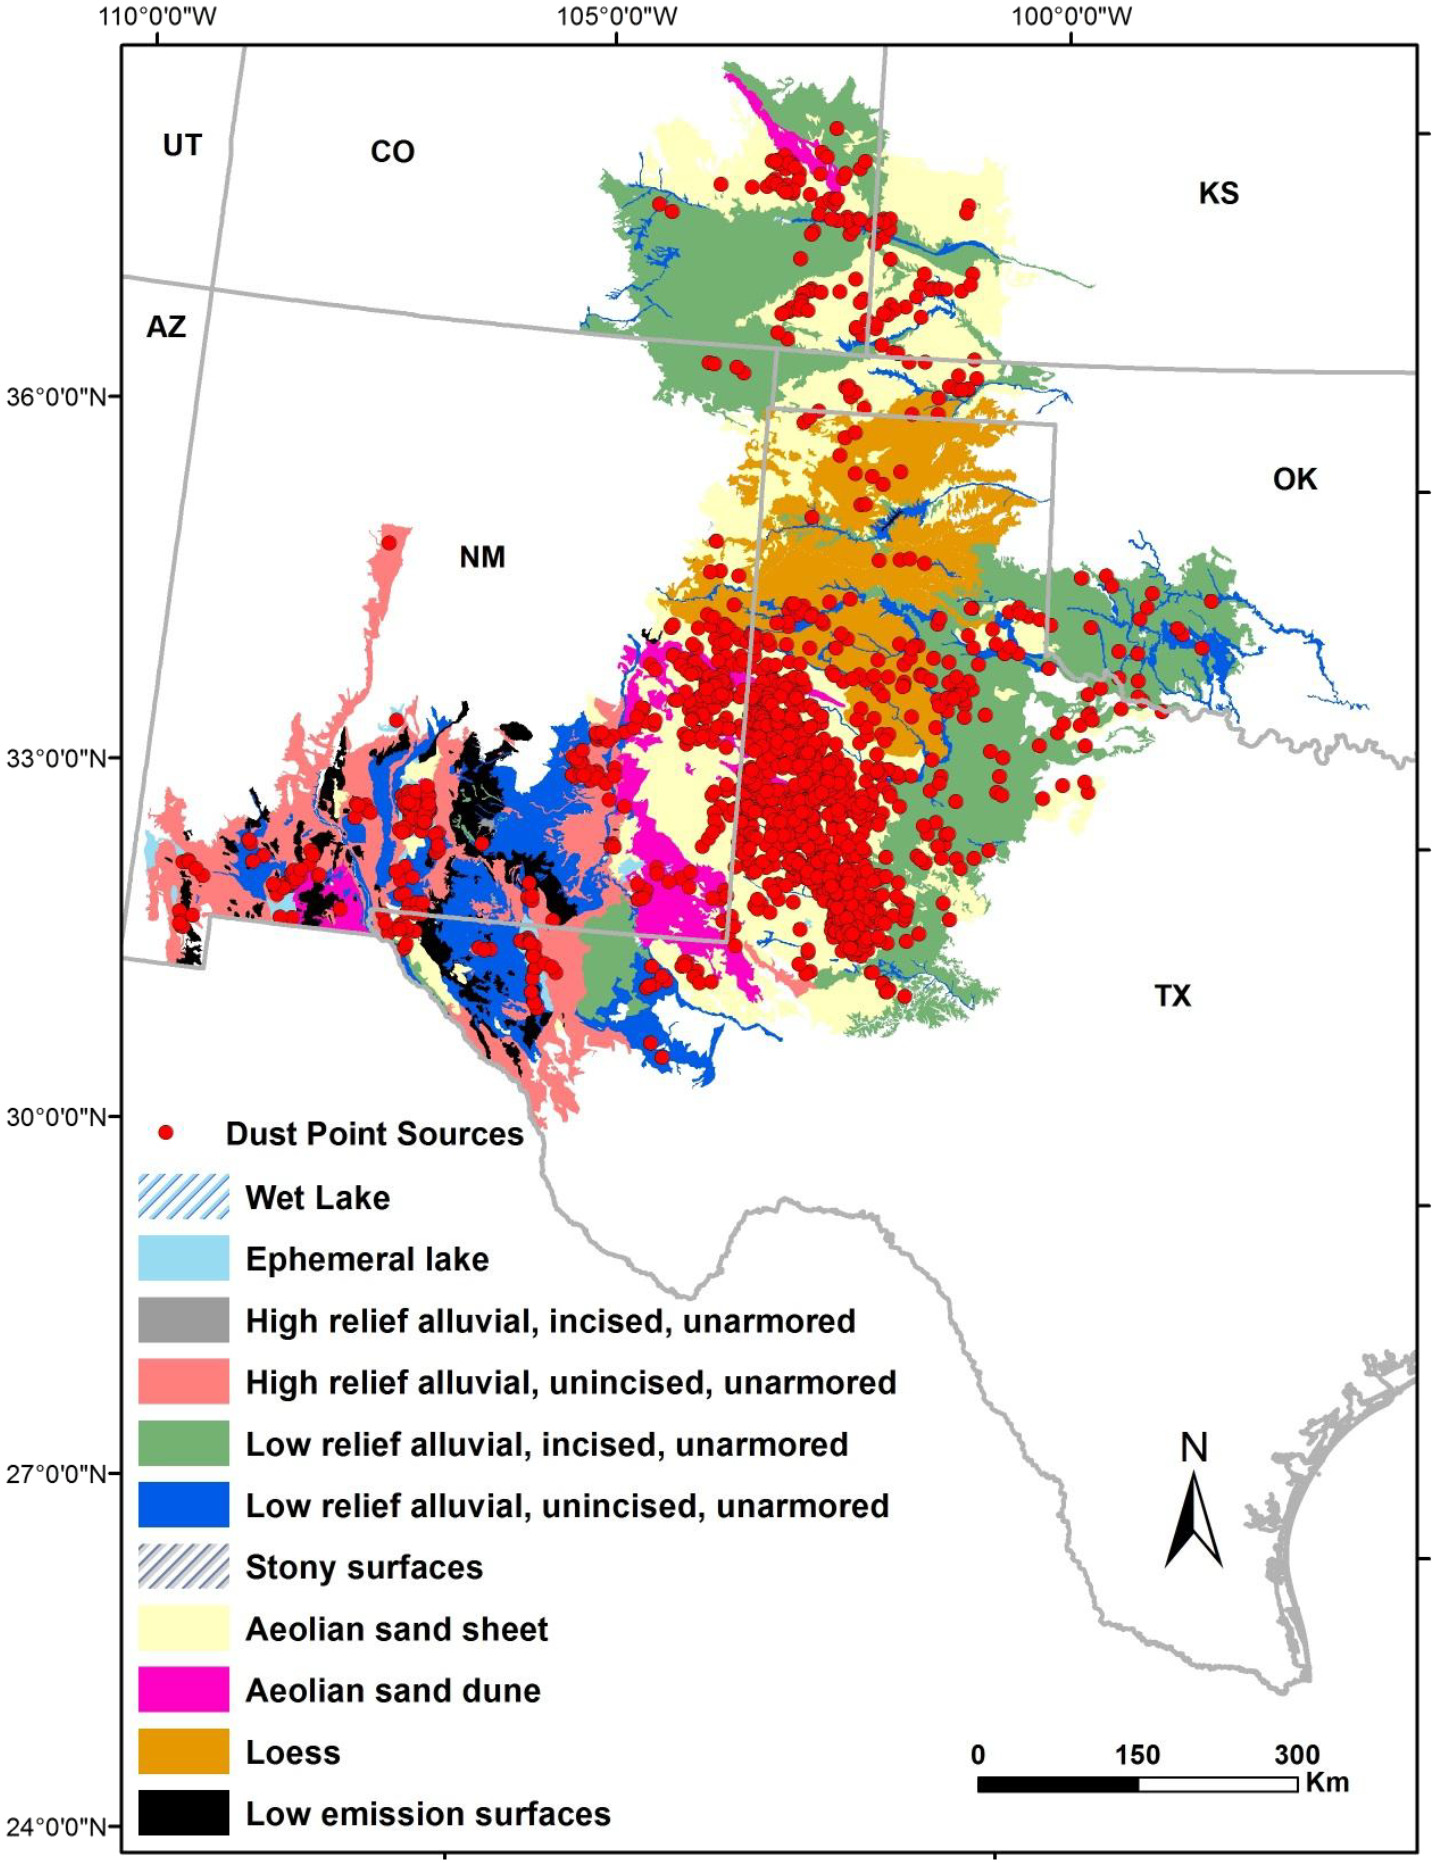 110°0'0"W 105°0'0"W 100°0'0"W
UT
CO
KS
AZ
36°0'0"N
OK
NM
33°0'0"N
TX
30°0'0"N
Dust Point Sources
Wet Lake
Ephemeral lake
High relief alluvial, incised, unarmored
High relief alluvial, unincised, unarmored
Low relief alluvial, incised, unarmored
N
27°0'0"N
Low relief alluvial, unincised, unarmored
Stony surfaces
Aeolian sand sheet
Aeolian sand dune
Loess
0 150 300
Km
Low emission surfaces
24°0'0"N